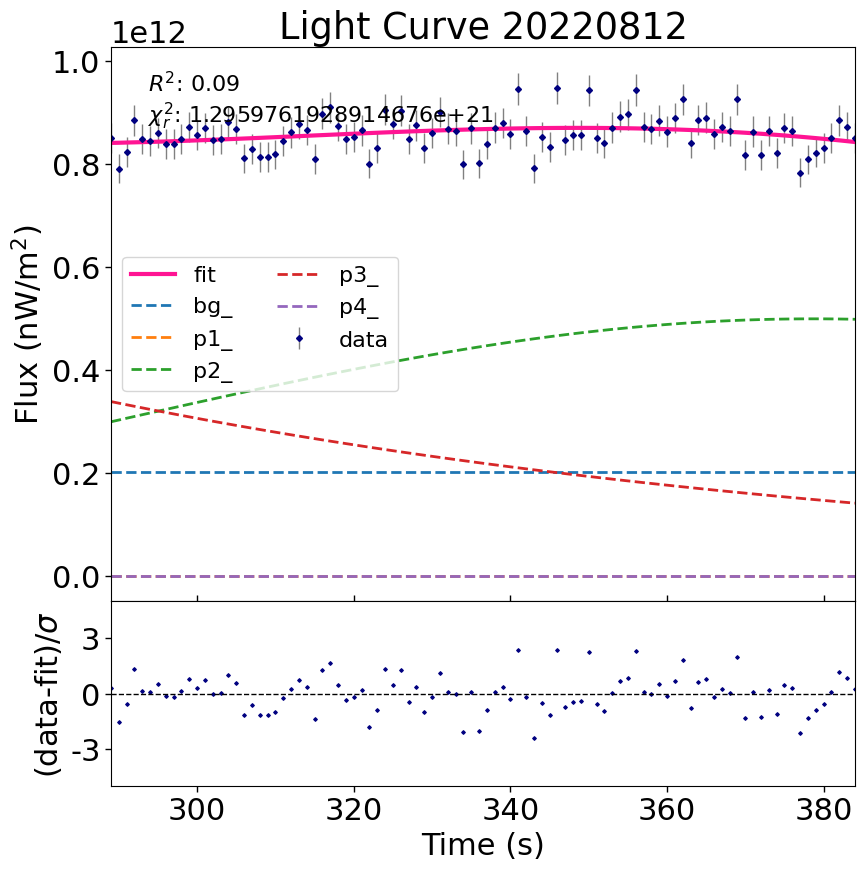 Light Curve 20220812
1e12
R²: 0.09
χ²ᵣ: 1.2959761928914676e+21
1.0
0.8
0.6
0.4
0.2
0.0
Flux (nW/m²)
fit
bg_
p1_
p2_
p3_
p4_
data
3
0
-3
(data-fit)/σ
300
320
340
360
380
Time (s)